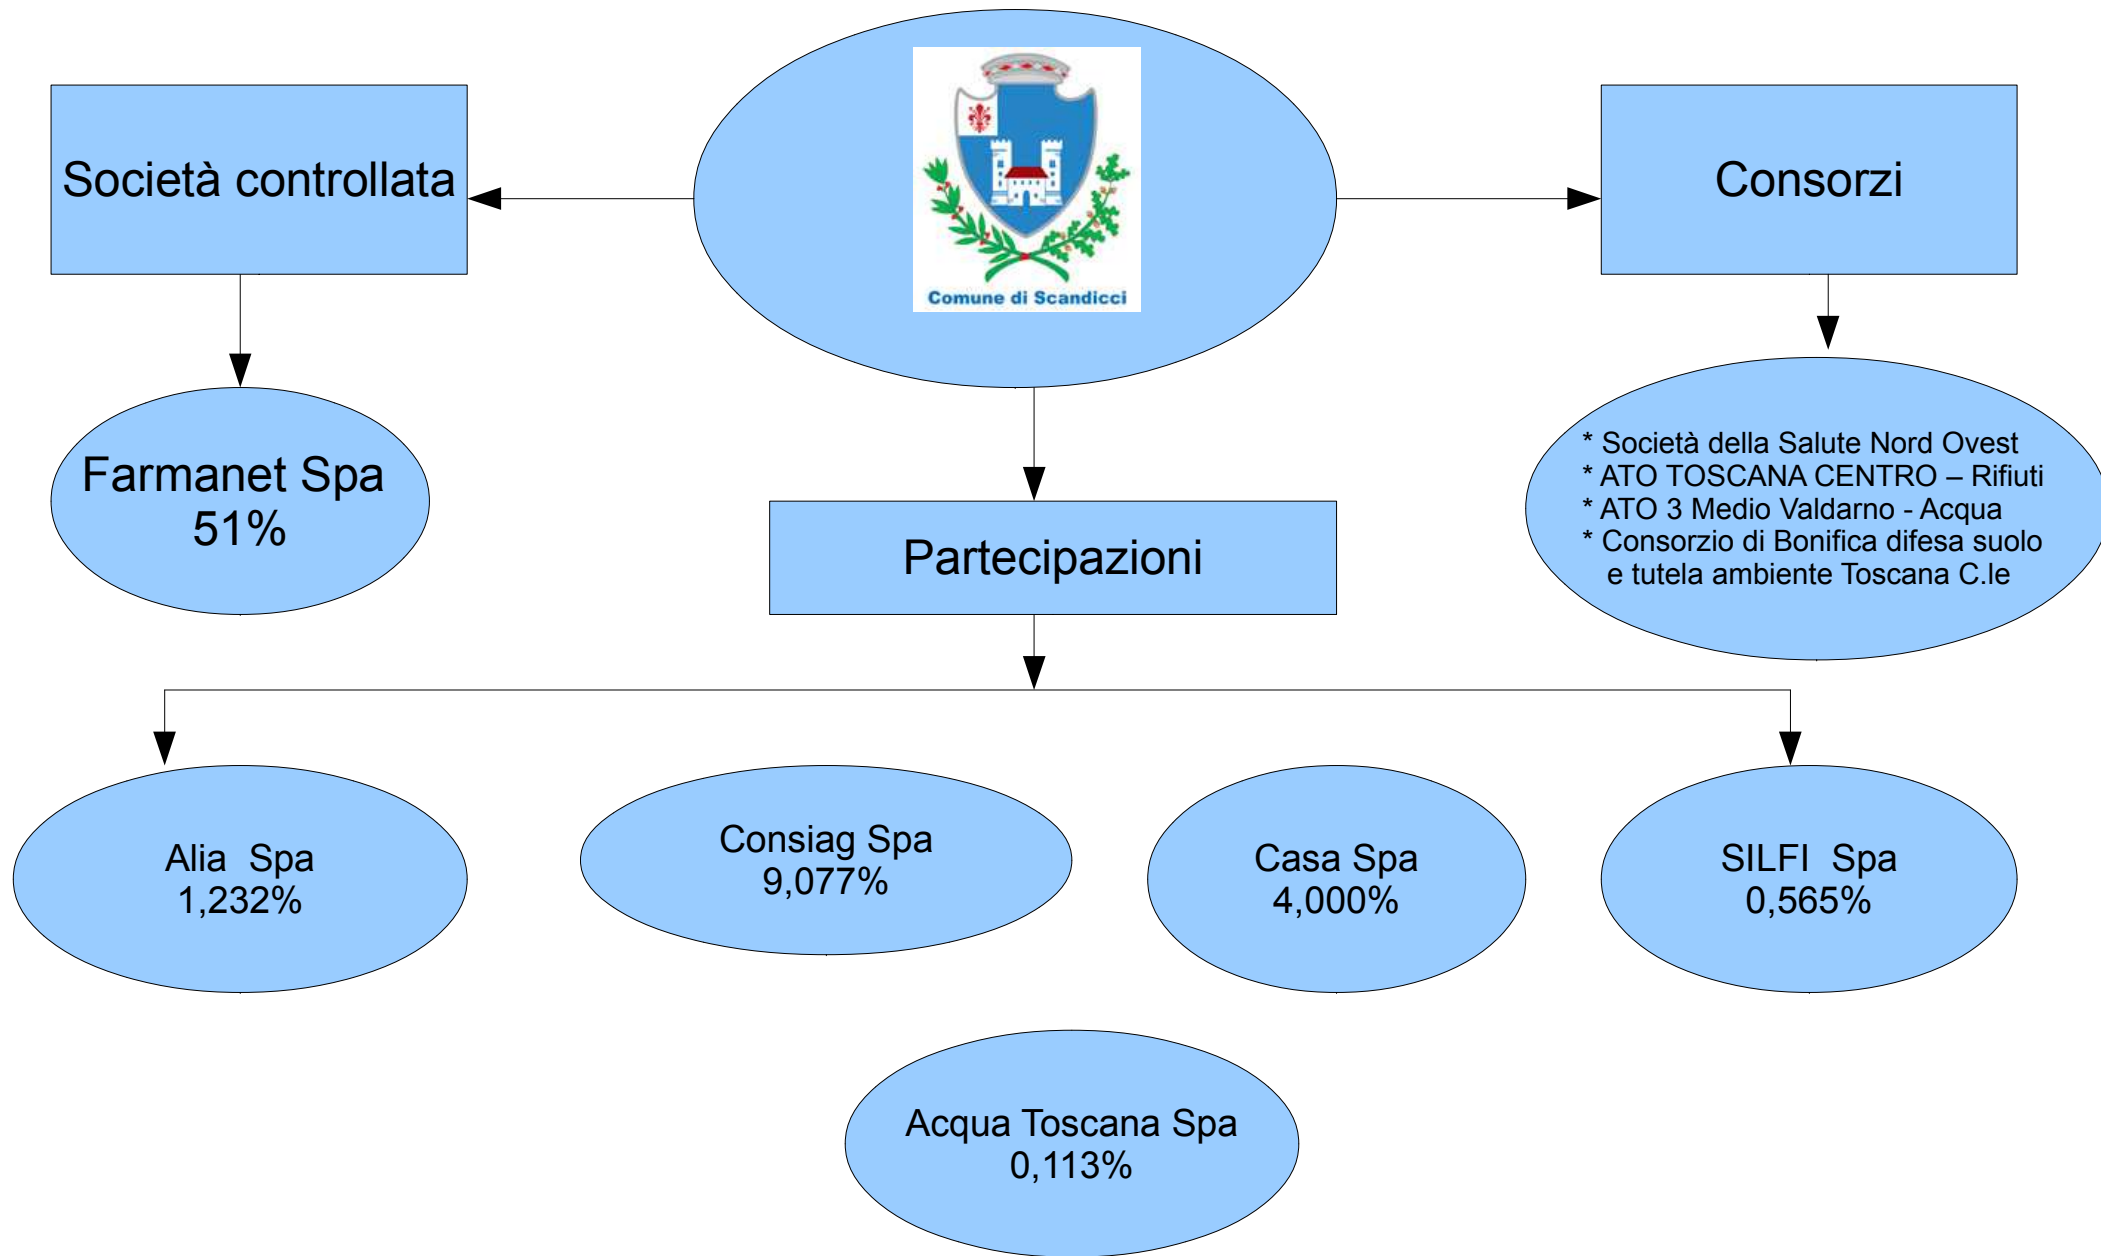 Comune di Scandicci
Società controllata
Consorzi
Farmanet Spa
51%
* Società della Salute Nord Ovest
* ATO TOSCANA CENTRO – Rifiuti
* ATO 3 Medio Valdarno - Acqua
* Consorzio di Bonifica difesa suolo
e tutela ambiente Toscana C.le
Partecipazioni
Alia  Spa
1,232%
Consiag Spa
9,077%
Casa Spa
4,000%
SILFI  Spa
0,565%
Acqua Toscana Spa
0,113%